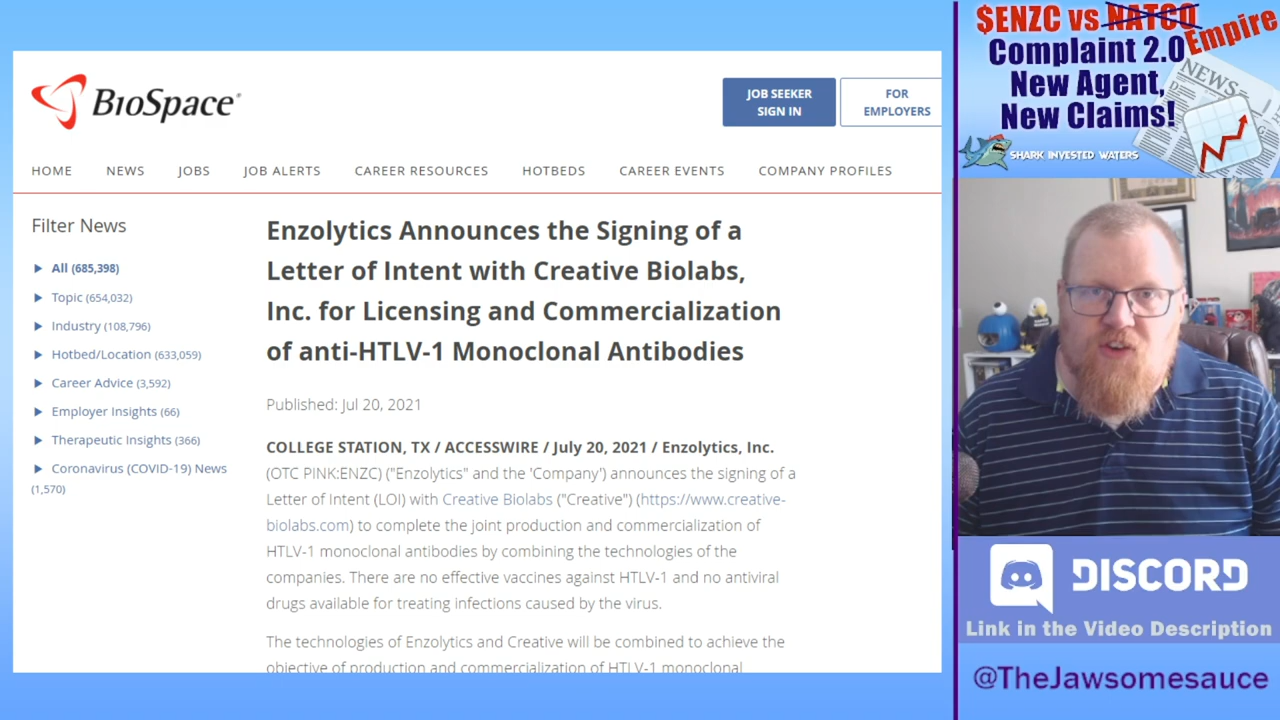 BIOSPACE®
JOB SEEKER
SIGN IN
FOR
EMPLOYERS
HOME NEWS JOBS JOB ALERTS CAREER RESOURCES HOTBEDS CAREER EVENTS COMPANY PROFILES
Filter News
All (685,398)
Topic (654,032)
Industry (108,796)
Hotbed/Location (633,059)
Career Advice (3,592)
Employer Insights (66)
Therapeutic Insights (366)
Coronavirus (COVID-19) News
(1,570)
Enzolytics Announces the Signing of a
Letter of Intent with Creative Biolabs,
Inc. for Licensing and Commercialization
of anti-HTLV-1 Monoclonal Antibodies
Published: Jul 20, 2021
COLLEGE STATION, TX / ACCESSWIRE / July 20, 2021 / Enzolytics, Inc.
(OTC PINK:ENZC) ("Enzolytics" and the 'Company') announces the signing of a
Letter of Intent (LOI) with Creative Biolabs ("Creative") (https://www.creative-
biolabs.com) to complete the joint production and commercialization of
HTLV-1 monoclonal antibodies by combining the technologies of the
companies. There are no effective vaccines against HTLV-1 and no antiviral
drugs available for treating infections caused by the virus.
The technologies of Enzolytics and Creative will be combined to achieve the
objective of production and commercialization of HTLV-1 monoclonal
$ENZC vs NATCO
Empire
Complaint 2.0
New Agent,
New Claims!
NEWS
SHARK INVESTED WATERS
DISCORD
Link in the Video Description
@TheJawsomesauce